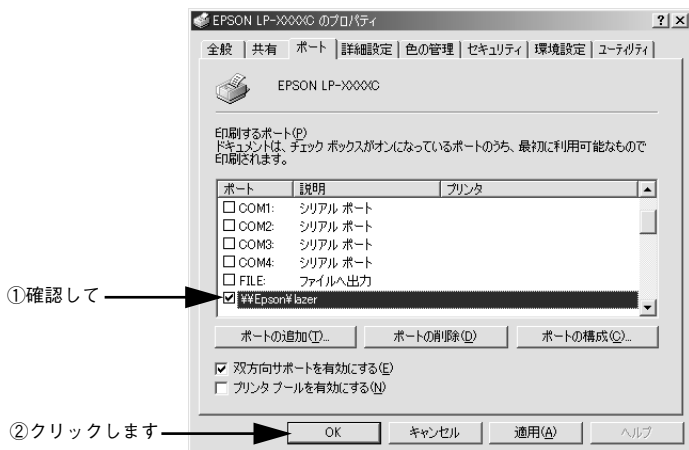 EPSON LP-XXXXC のプロパティ
全般 共有 ポート 詳細設定 色の管理 セキュリティ 環境設定 ユーティリティ
EPSON LP-XXXXC
印刷するポート(P)
ドキュメントは、チェック ボックスがオンになっているポートのうち、最初に利用可能なもので
印刷されます。
ポート 説明 プリンタ
COM1: シリアル ポート
COM2: シリアル ポート
COM3: シリアル ポート
COM4: シリアル ポート
FILE: ファイルへ出力
①確認して
¥¥Epson¥lazer
ポートの追加(T)... ポートの削除(D) ポートの構成(C)...
双方向サポートを有効にする(E)
プリンタ プールを有効にする(N)
②クリックします
OK キャンセル 適用(A) ヘルプ